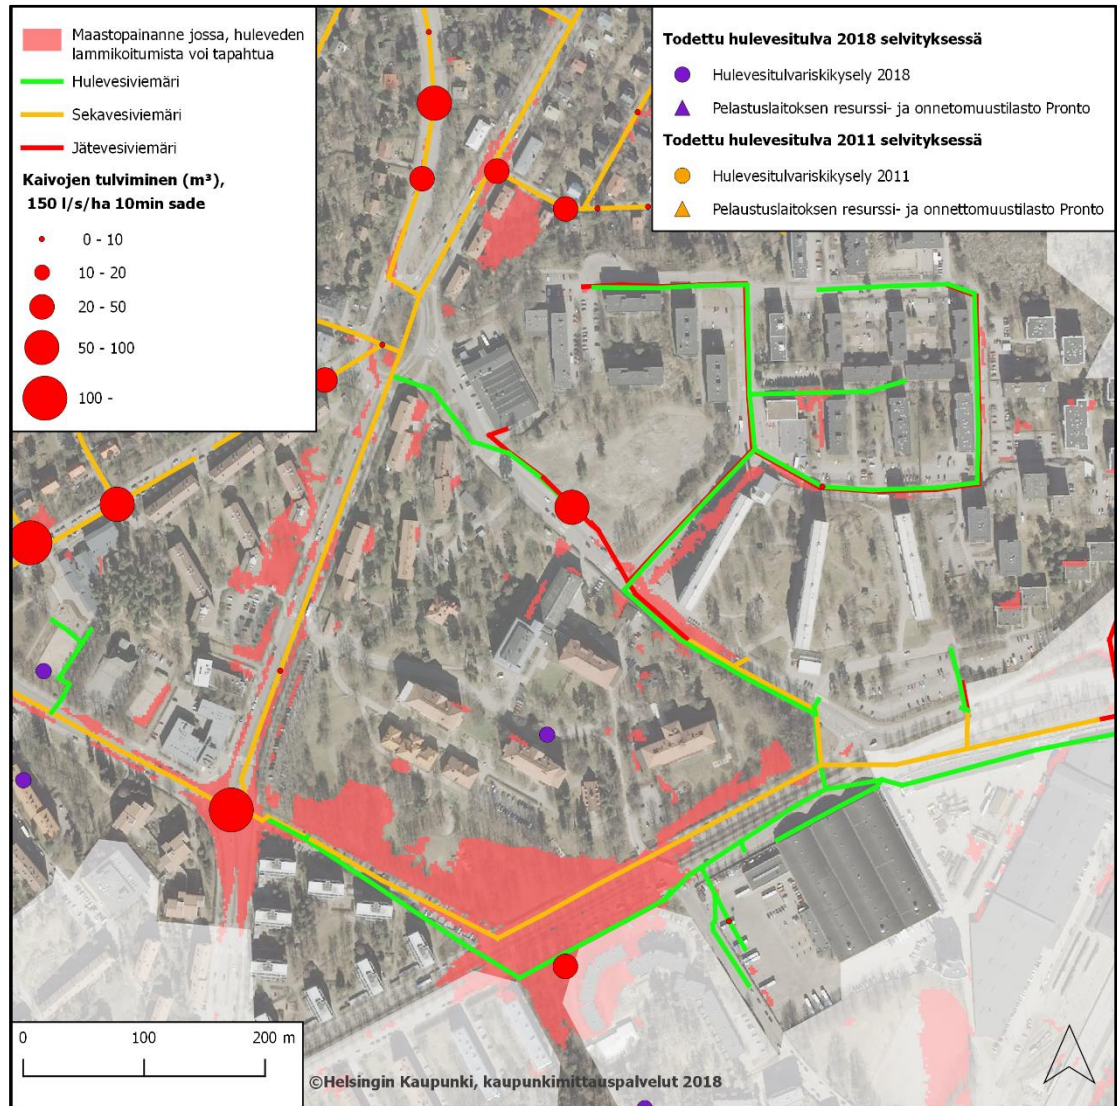 Maastopainanne jossa, huleveden
lammikoitumista voi tapahtua
Hulevesiviemäri
Sekavesiviemäri
Jätevesiviemäri
Kaivojen tulviminen (m³),
150 l/s/ha 10min sade
0 - 10
10 - 20
20 - 50
50 - 100
100 -
Todettu hulevesitulva 2018 selvityksessä
Hulevesitulvariskikysely 2018
Pelastuslaitoksen resurssi- ja onnetomuustilasto Pronto
Todettu hulevesitulva 2011 selvityksessä
Hulevesitulvariskikysely 2011
Pelaustuslaitoksen resurssi- ja onnettomuustilasto Pronto
0 100 200 m
©Helsingin Kaupunki, kaupunkimittauspalvelut 2018